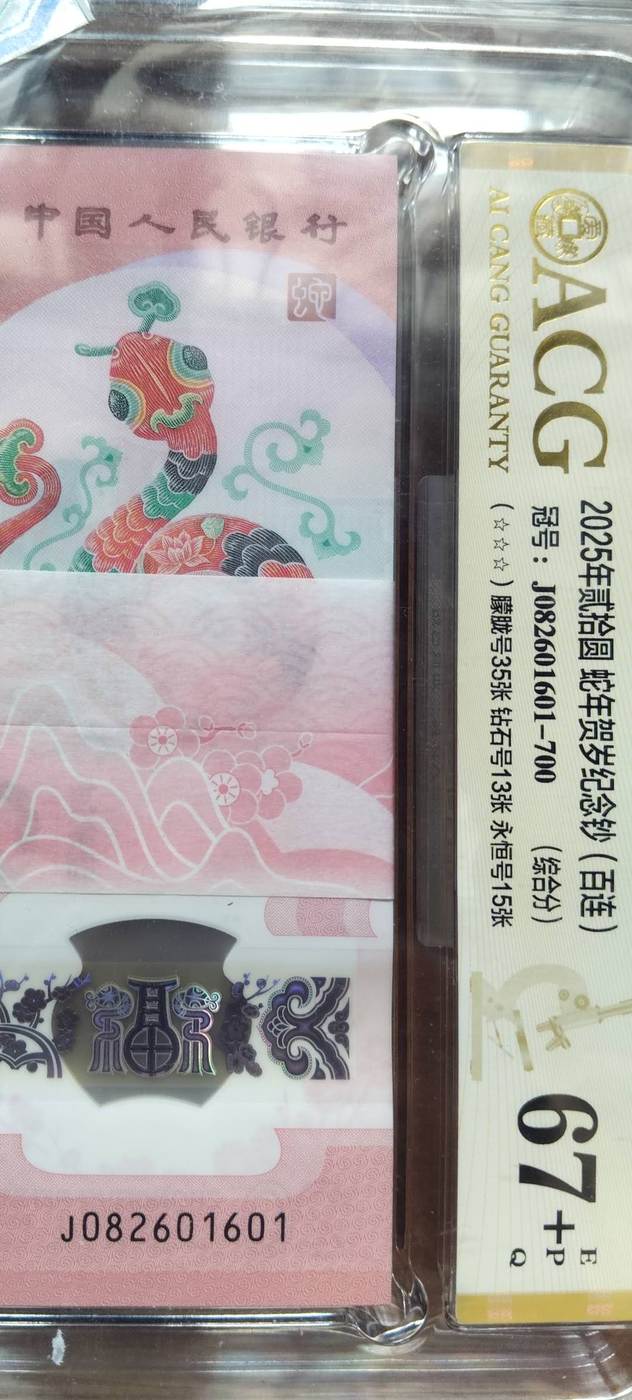 中国人民银行
J082601601
ACG
AI CANG GUARANTY
2025年贰拾圆 蛇年贺岁纪念钞（百连）
冠号：J082601601-700 （综合分）
（☆☆☆）朦胧号35张 钻石号13张 永恒号15张
67+
E
P
Q